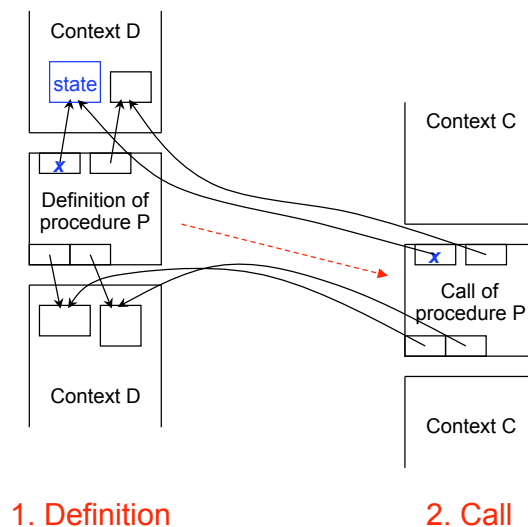 Context D
state
x
Definition of
procedure P
Context D
1. Definition
Context C
x
Call of
procedure P
Context C
2. Call